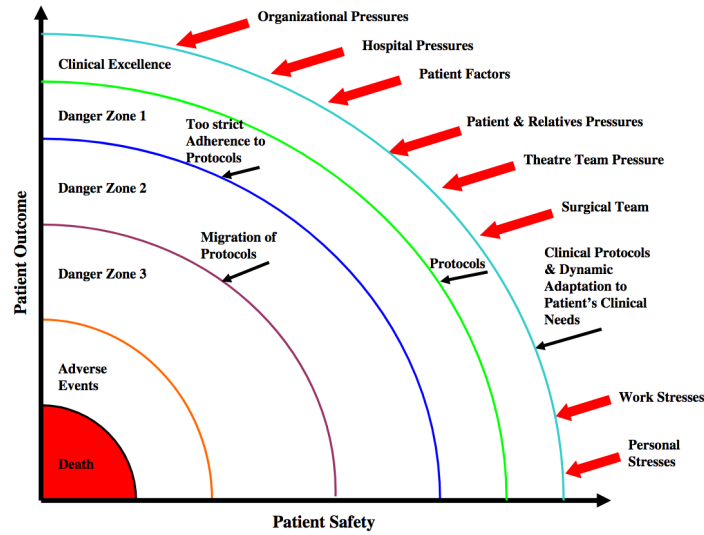 Organizational Pressures
Hospital Pressures
Clinical Excellence
Patient Factors
Danger Zone 1
Too strict
Adherence to
Protocols
Patient & Relatives Pressures
Theatre Team Pressure
Danger Zone 2
Surgical Team
Migration of
Protocols
Danger Zone 3
Protocols
Clinical Protocols
& Dynamic
Adaptation to
Patient's Clinical
Needs
Adverse
Events
Work Stresses
Death
Personal
Stresses
Patient Outcome
Patient Safety